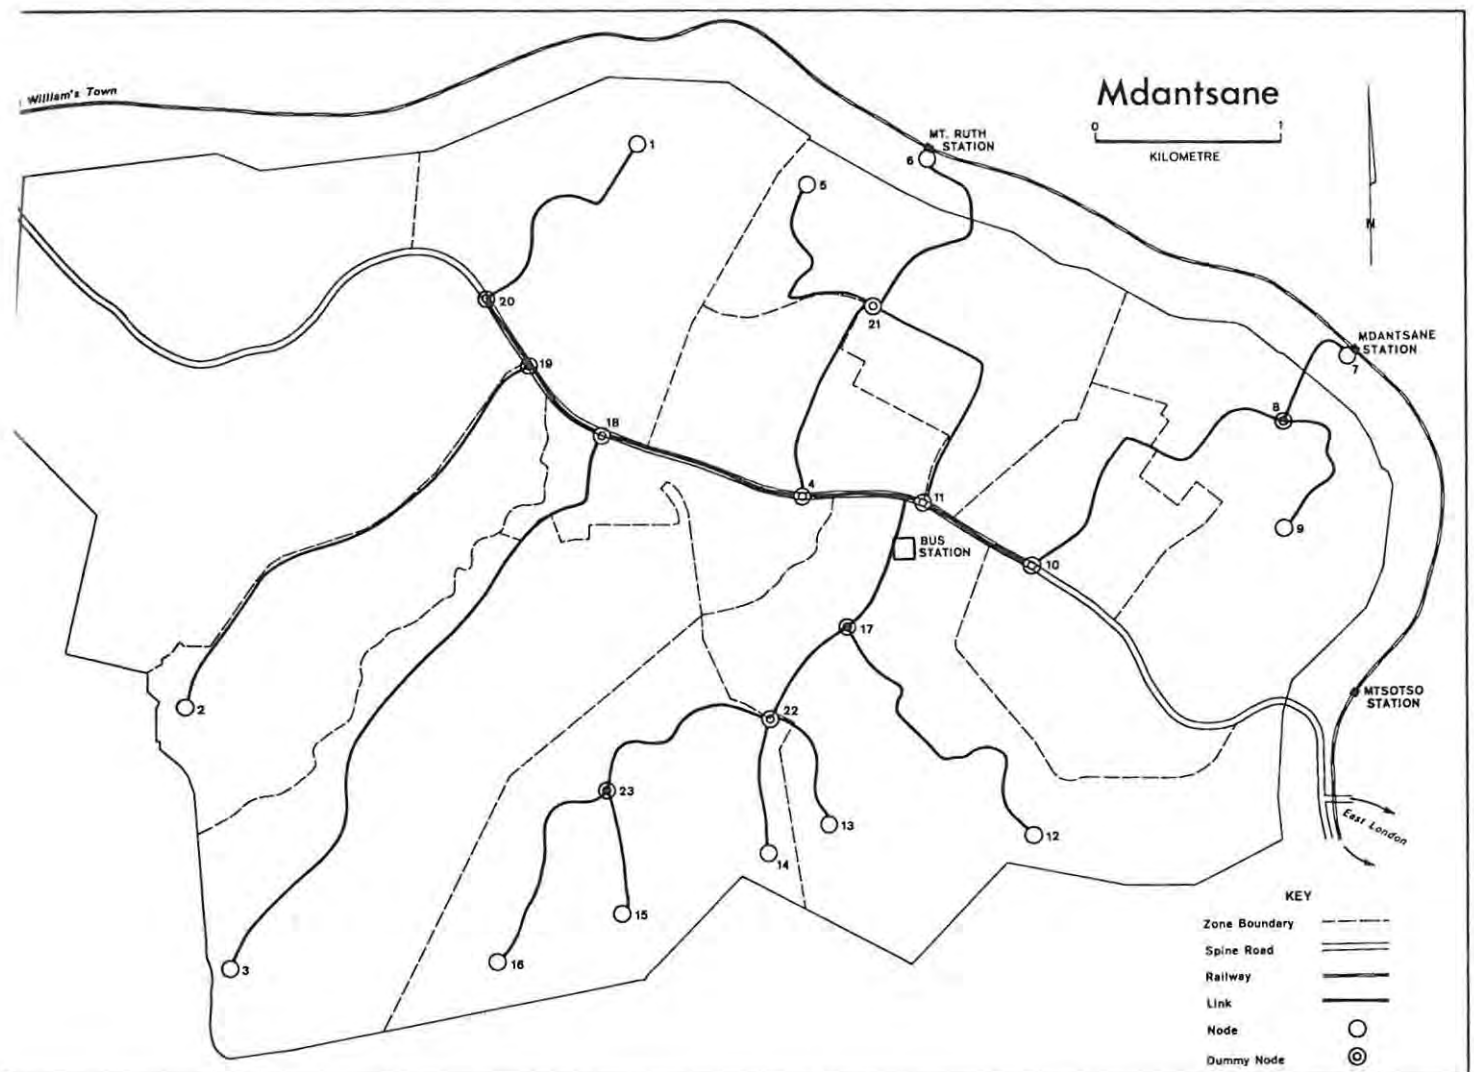 William's Town
Mdantsane
0 1
KILOMETRE
N
MT. RUTH
STATION
MDANTSANE
STATION
MTSOTSO
STATION
BUS
STATION
East London
1
5
6
20
21
7
19
8
18
4
11
9
10
17
2
22
23
13
12
14
15
16
3
KEY
Zone Boundary
Spine Road
Railway
Link
Node
Dummy Node